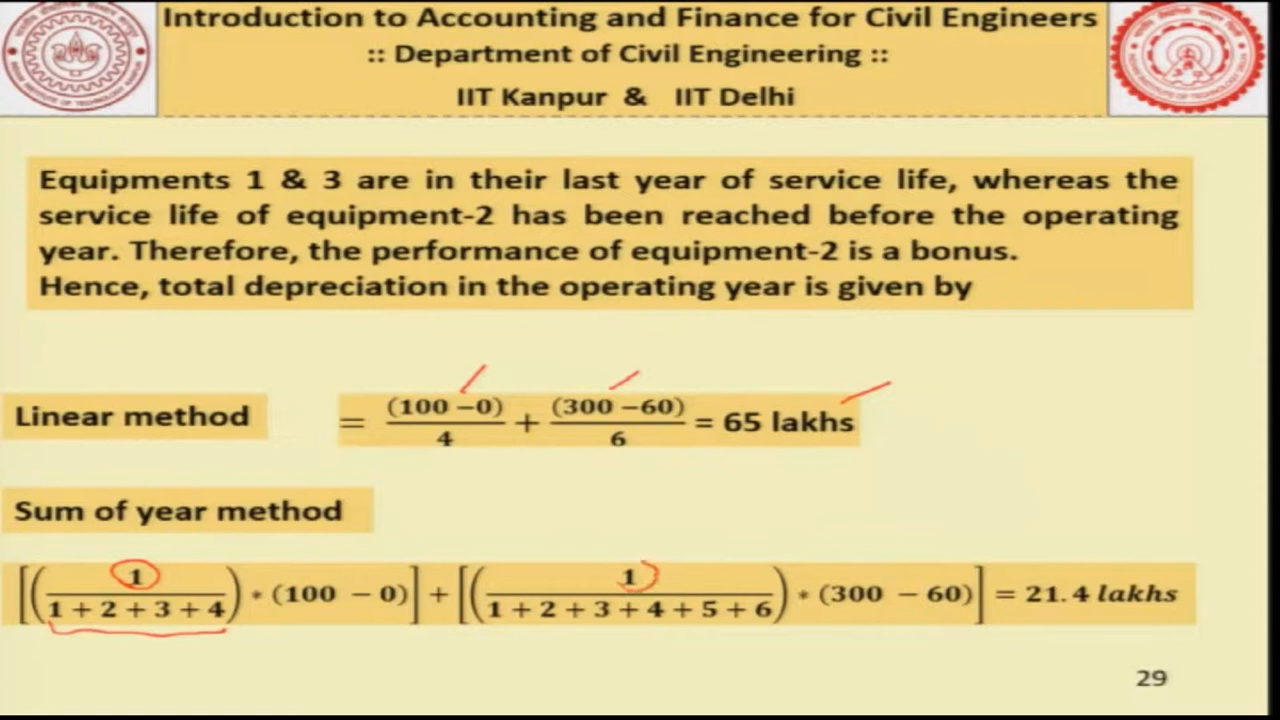 Introduction to Accounting and Finance for Civil Engineers
:: Department of Civil Engineering ::
IIT Kanpur & IIT Delhi
Equipments 1 & 3 are in their last year of service life, whereas the
service life of equipment-2 has been reached before the operating
year. Therefore, the performance of equipment-2 is a bonus.
Hence, total depreciation in the operating year is given by
Linear method = (100 −0)/4 + (300 −60)/6 = 65 lakhs
Sum of year method
[(1/(1 + 2 + 3 + 4)) * (100 − 0)] + [(1/(1 + 2 + 3 + 4 + 5 + 6)) * (300 − 60)] = 21.4 lakhs
29